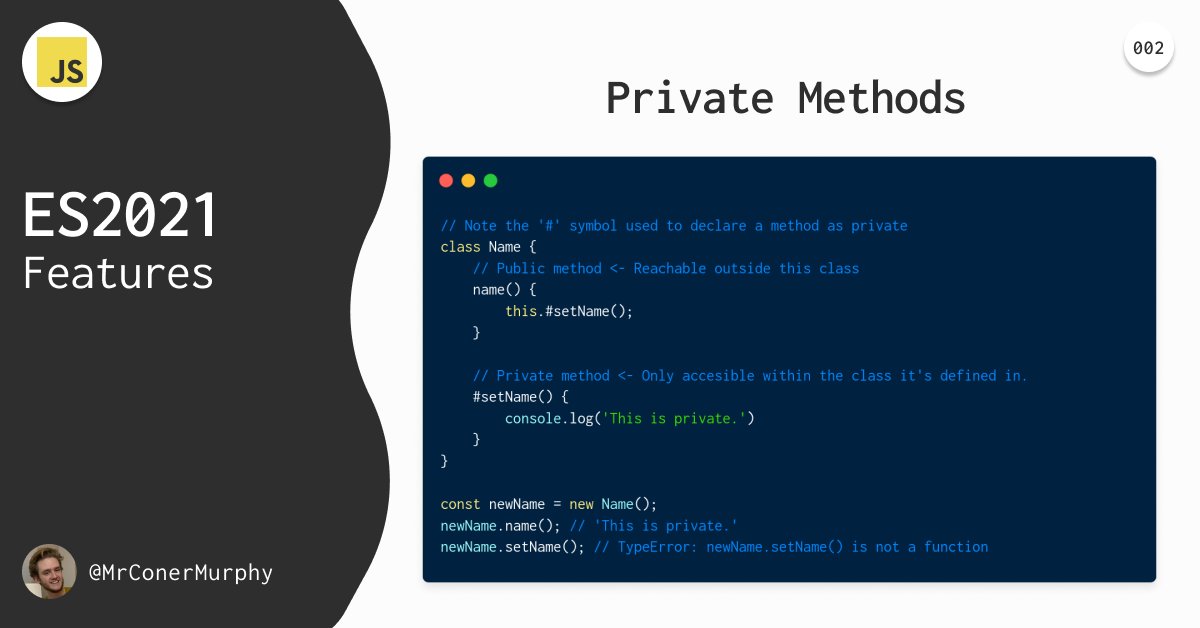 JS
002
Private Methods
ES2021
Features
// Note the '#' symbol used to declare a method as private
class Name {
    // Public method <- Reachable outside this class
    name() {
        this.#setName();
    }

    // Private method <- Only accesible within the class it's defined in.
    #setName() {
        console.log('This is private.')
    }
}

const newName = new Name();
newName.name(); // 'This is private.'
newName.setName(); // TypeError: newName.setName() is not a function
@MrConerMurphy